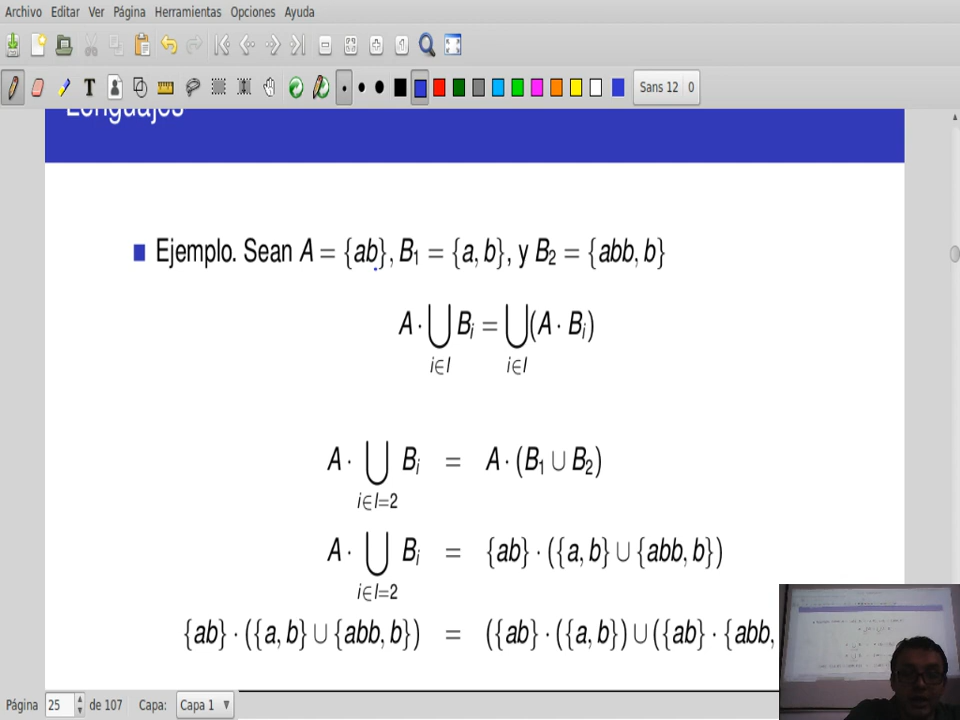 Archivo Editar Ver Página Herramientas Opciones Ayuda
Sans 12 0
Lenguajes
Ejemplo. Sean A = {ab}, B₁ = {a, b}, y B₂ = {abb, b}
A · ⋃ Bᵢ = ⋃(A · Bᵢ)
i∈I i∈I
A · ⋃ Bᵢ = A · (B₁ ∪ B₂)
i∈I=2
A · ⋃ Bᵢ = {ab} · ({a, b} ∪ {abb, b})
i∈I=2
{ab} · ({a, b} ∪ {abb, b}) = ({ab} · ({a, b}) ∪ ({ab} · {abb,
Página 25 de 107 Capa: Capa 1